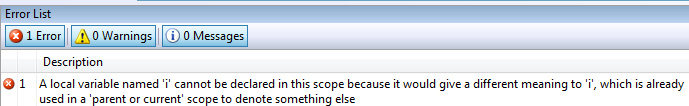 Error List
1 Error 0 Warnings 0 Messages
Description
1 A local variable named 'i' cannot be declared in this scope because it would give a different meaning to 'i', which is already
used in a 'parent or current' scope to denote something else